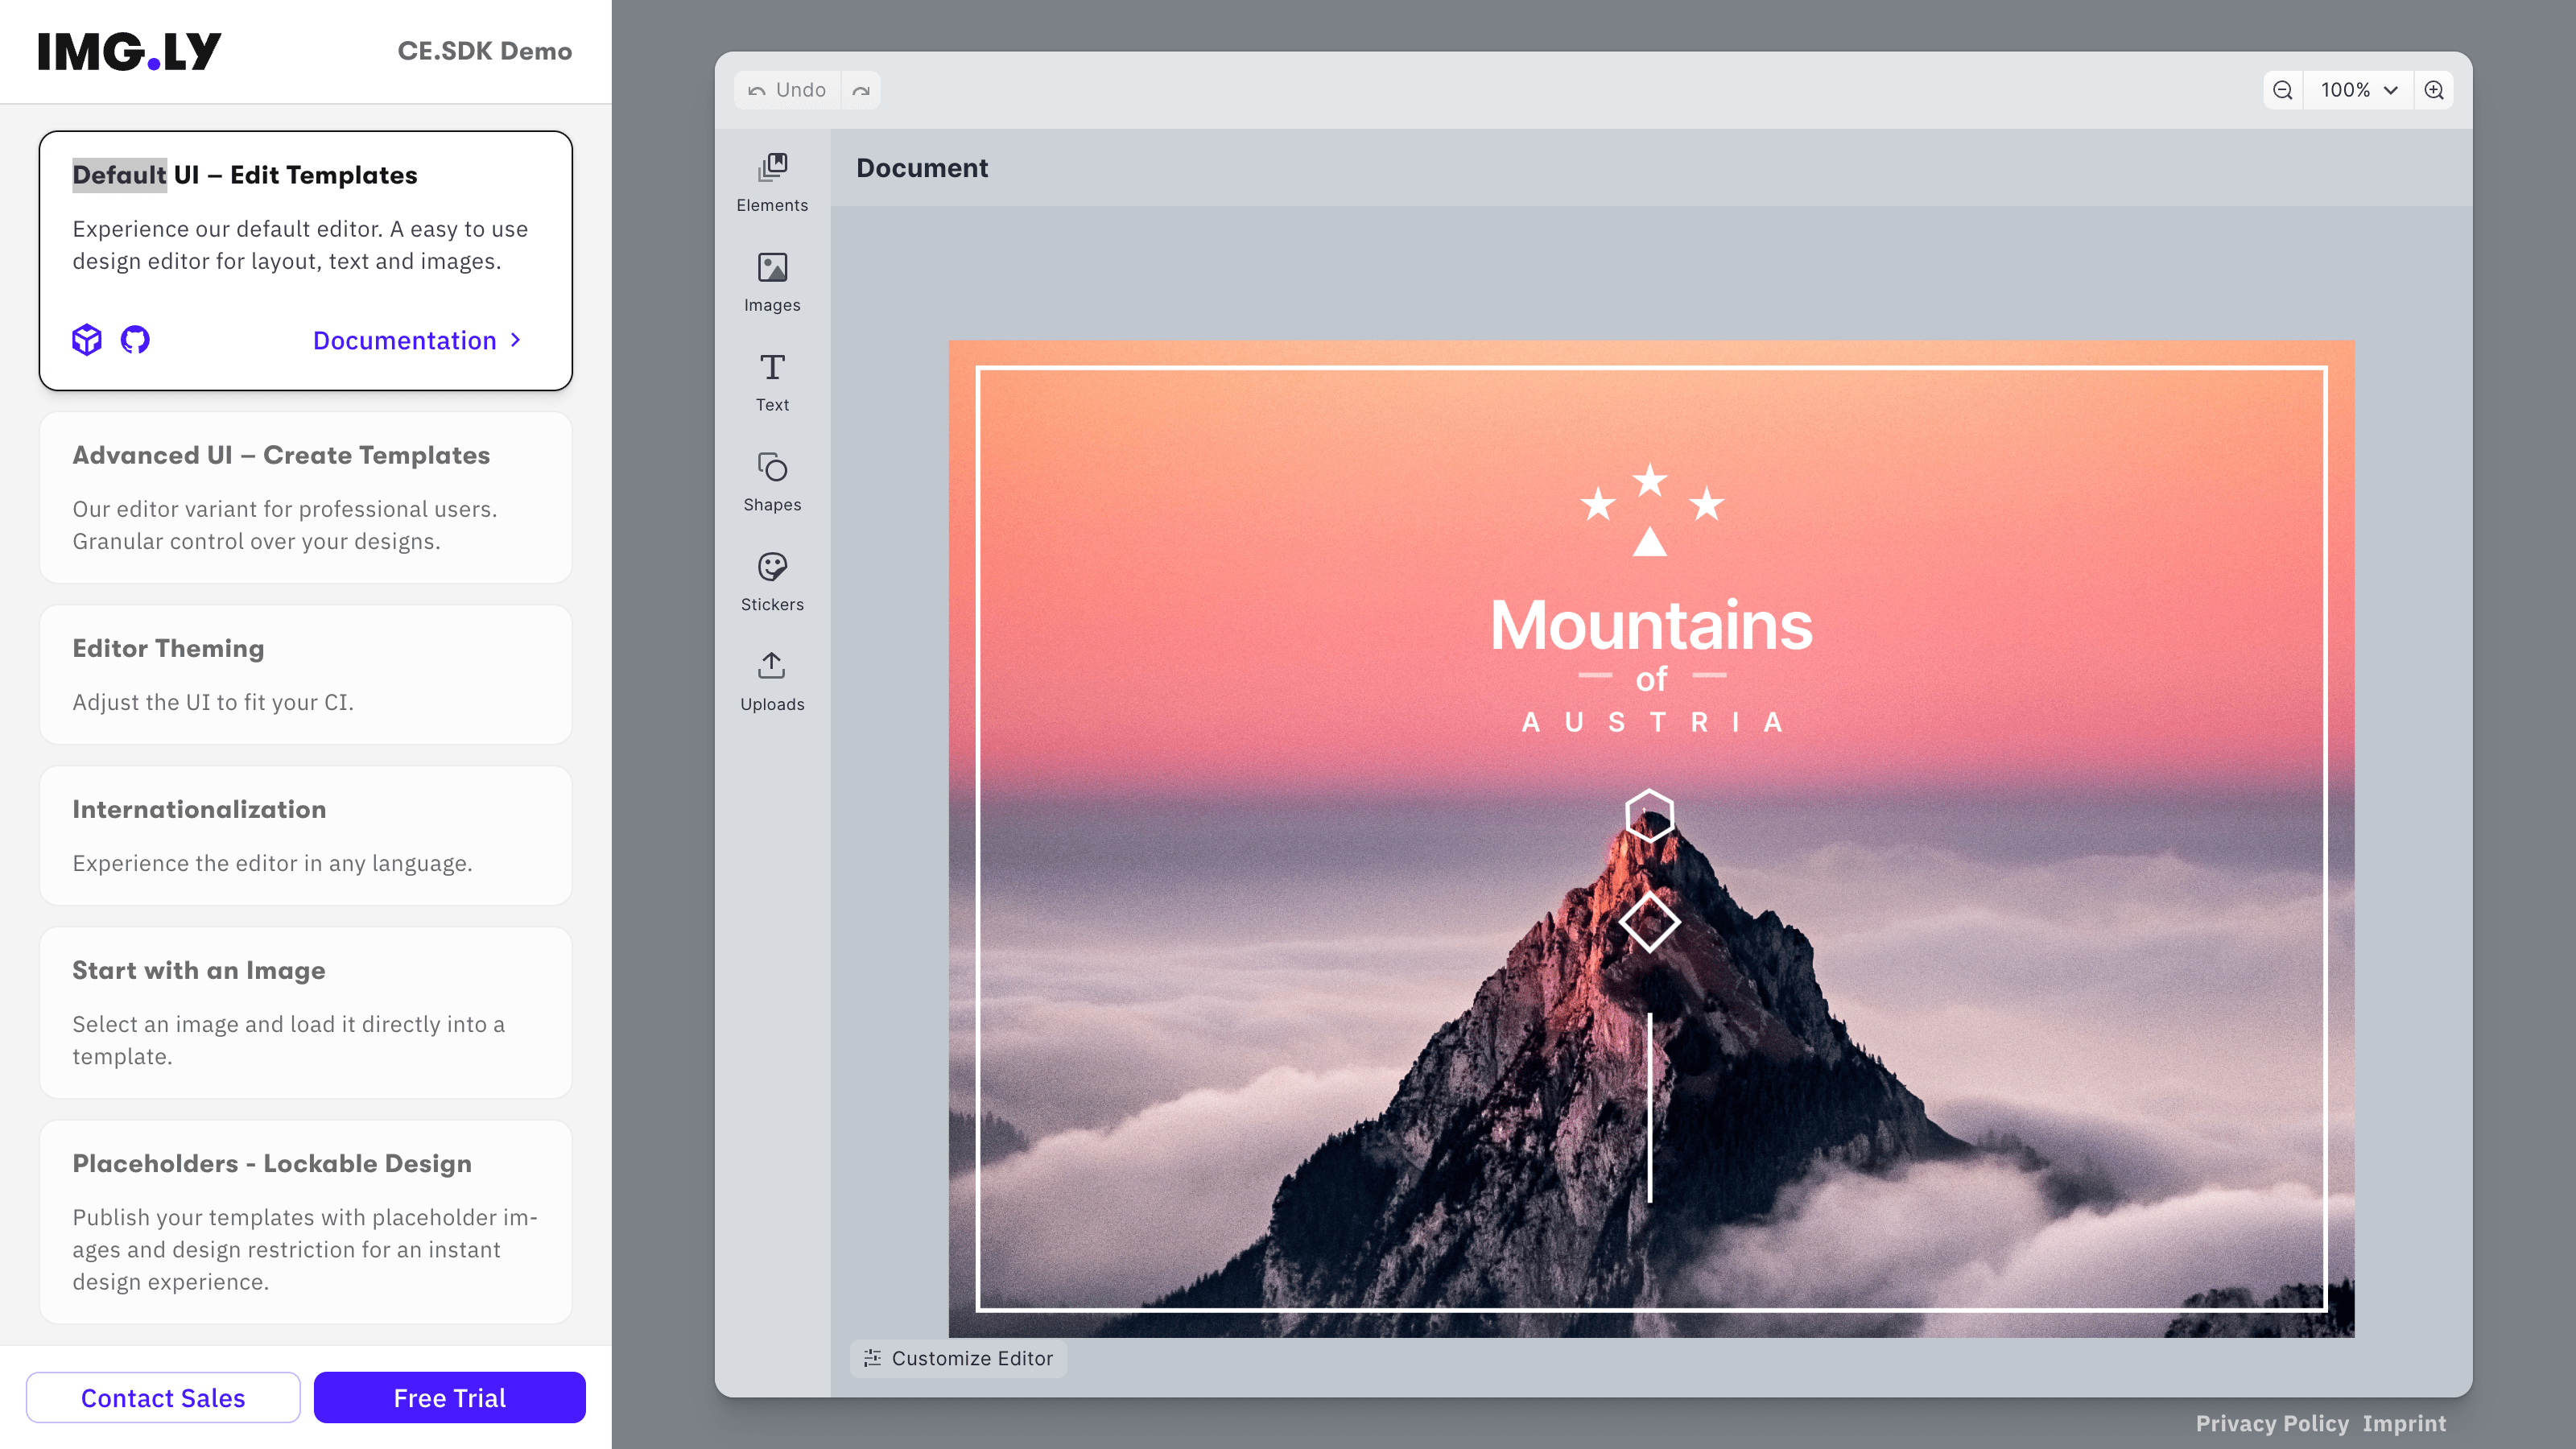 IMG.LY
CE.SDK Demo
Default UI – Edit Templates
Experience our default editor. A easy to use
design editor for layout, text and images.
Documentation
Advanced UI – Create Templates
Our editor variant for professional users.
Granular control over your designs.
Editor Theming
Adjust the UI to fit your CI.
Internationalization
Experience the editor in any language.
Start with an Image
Select an image and load it directly into a
template.
Placeholders - Lockable Design
Publish your templates with placeholder im-
ages and design restriction for an instant
design experience.
Contact Sales
Free Trial
Undo
100%
Elements
Images
Text
Shapes
Stickers
Uploads
Document
Mountains
of
AUSTRIA
Customize Editor
Privacy Policy Imprint